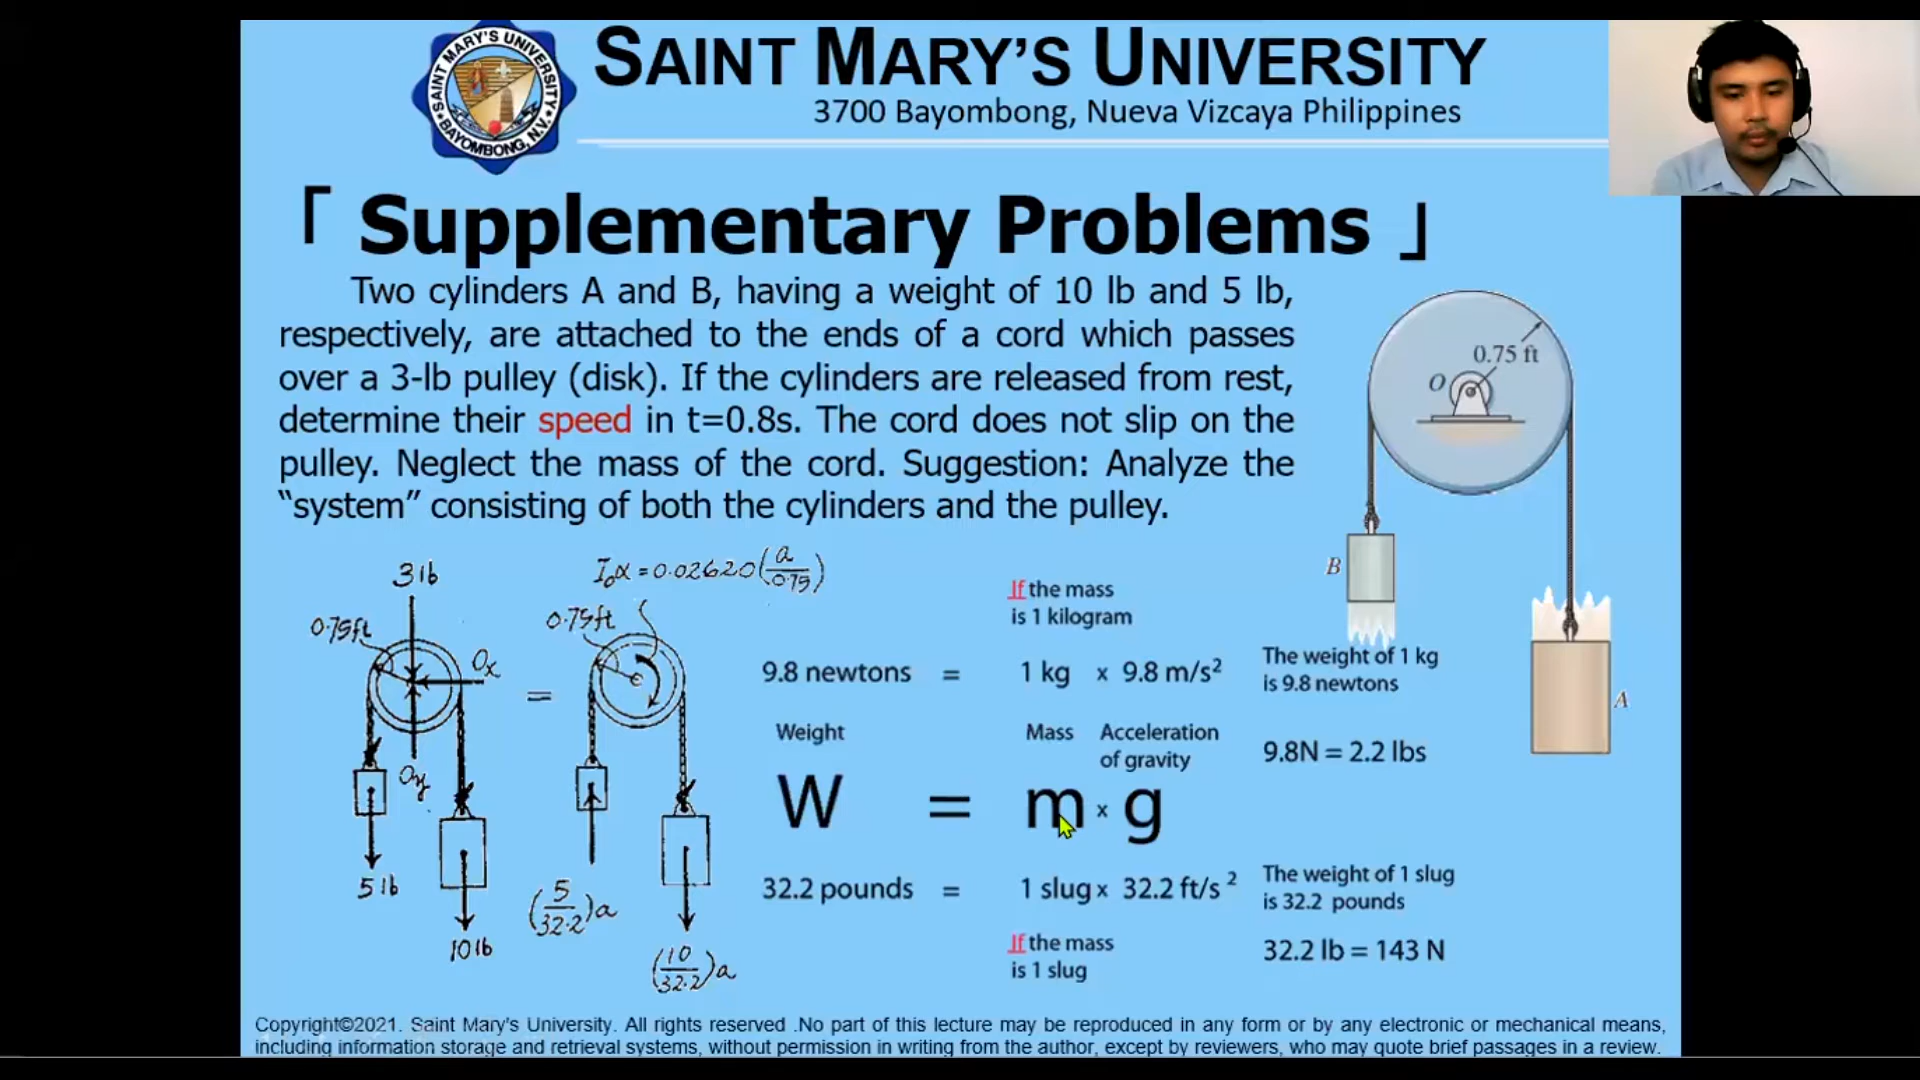 SAINT MARY'S UNIVERSITY
3700 Bayombong, Nueva Vizcaya Philippines
SAINT MARY'S UNIVERSITY
BAYOMBONG, N.V.
「 Supplementary Problems 」
Two cylinders A and B, having a weight of 10 lb and 5 lb,
respectively, are attached to the ends of a cord which passes
over a 3-lb pulley (disk). If the cylinders are released from rest,
determine their speed in t=0.8s. The cord does not slip on the
pulley. Neglect the mass of the cord. Suggestion: Analyze the
“system” consisting of both the cylinders and the pulley.
0.75 ft
O
B
A
3 lb
0.75ft
Ox
Oy
5 lb
10 lb
=
I₀α = 0.02620(a/0.75)
0.75ft
(5/32.2)a
(10/32.2)a
If the mass
is 1 kilogram
9.8 newtons = 1 kg x 9.8 m/s²
The weight of 1 kg
is 9.8 newtons
Weight Mass Acceleration
of gravity
9.8N = 2.2 lbs
W = m x g
32.2 pounds = 1 slug x 32.2 ft/s²
The weight of 1 slug
is 32.2 pounds
If the mass
is 1 slug
32.2 lb = 143 N
Copyright©2021. Saint Mary's University. All rights reserved .No part of this lecture may be reproduced in any form or by any electronic or mechanical means,
including information storage and retrieval systems, without permission in writing from the author, except by reviewers, who may quote brief passages in a review.